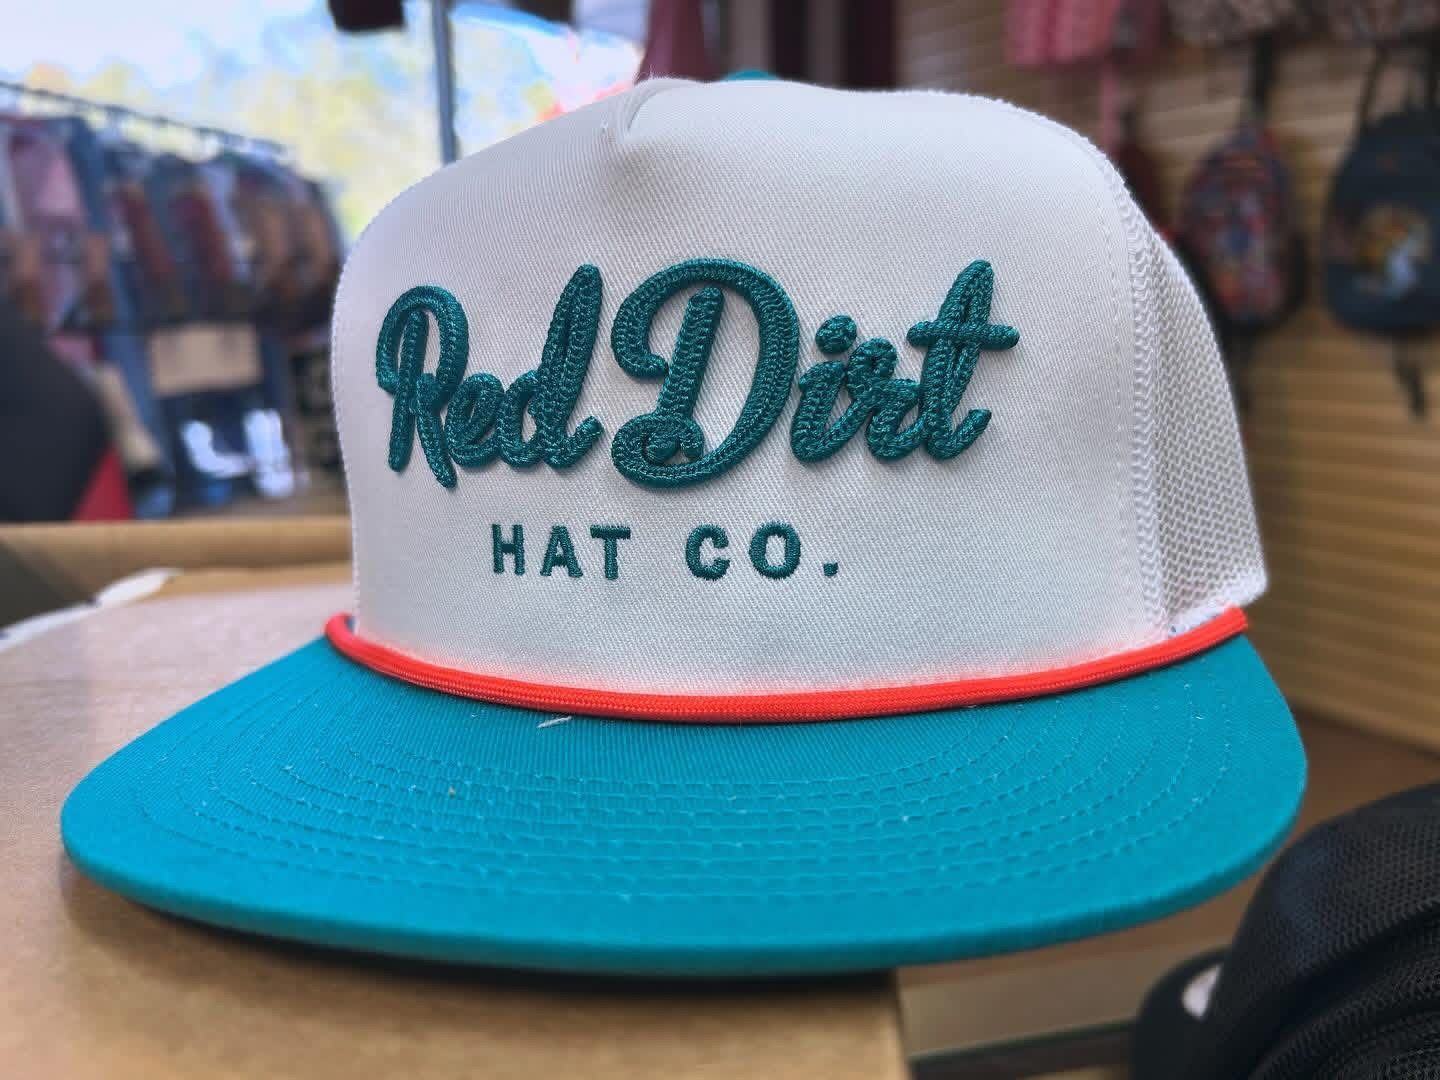 Red Dirt
HAT CO.